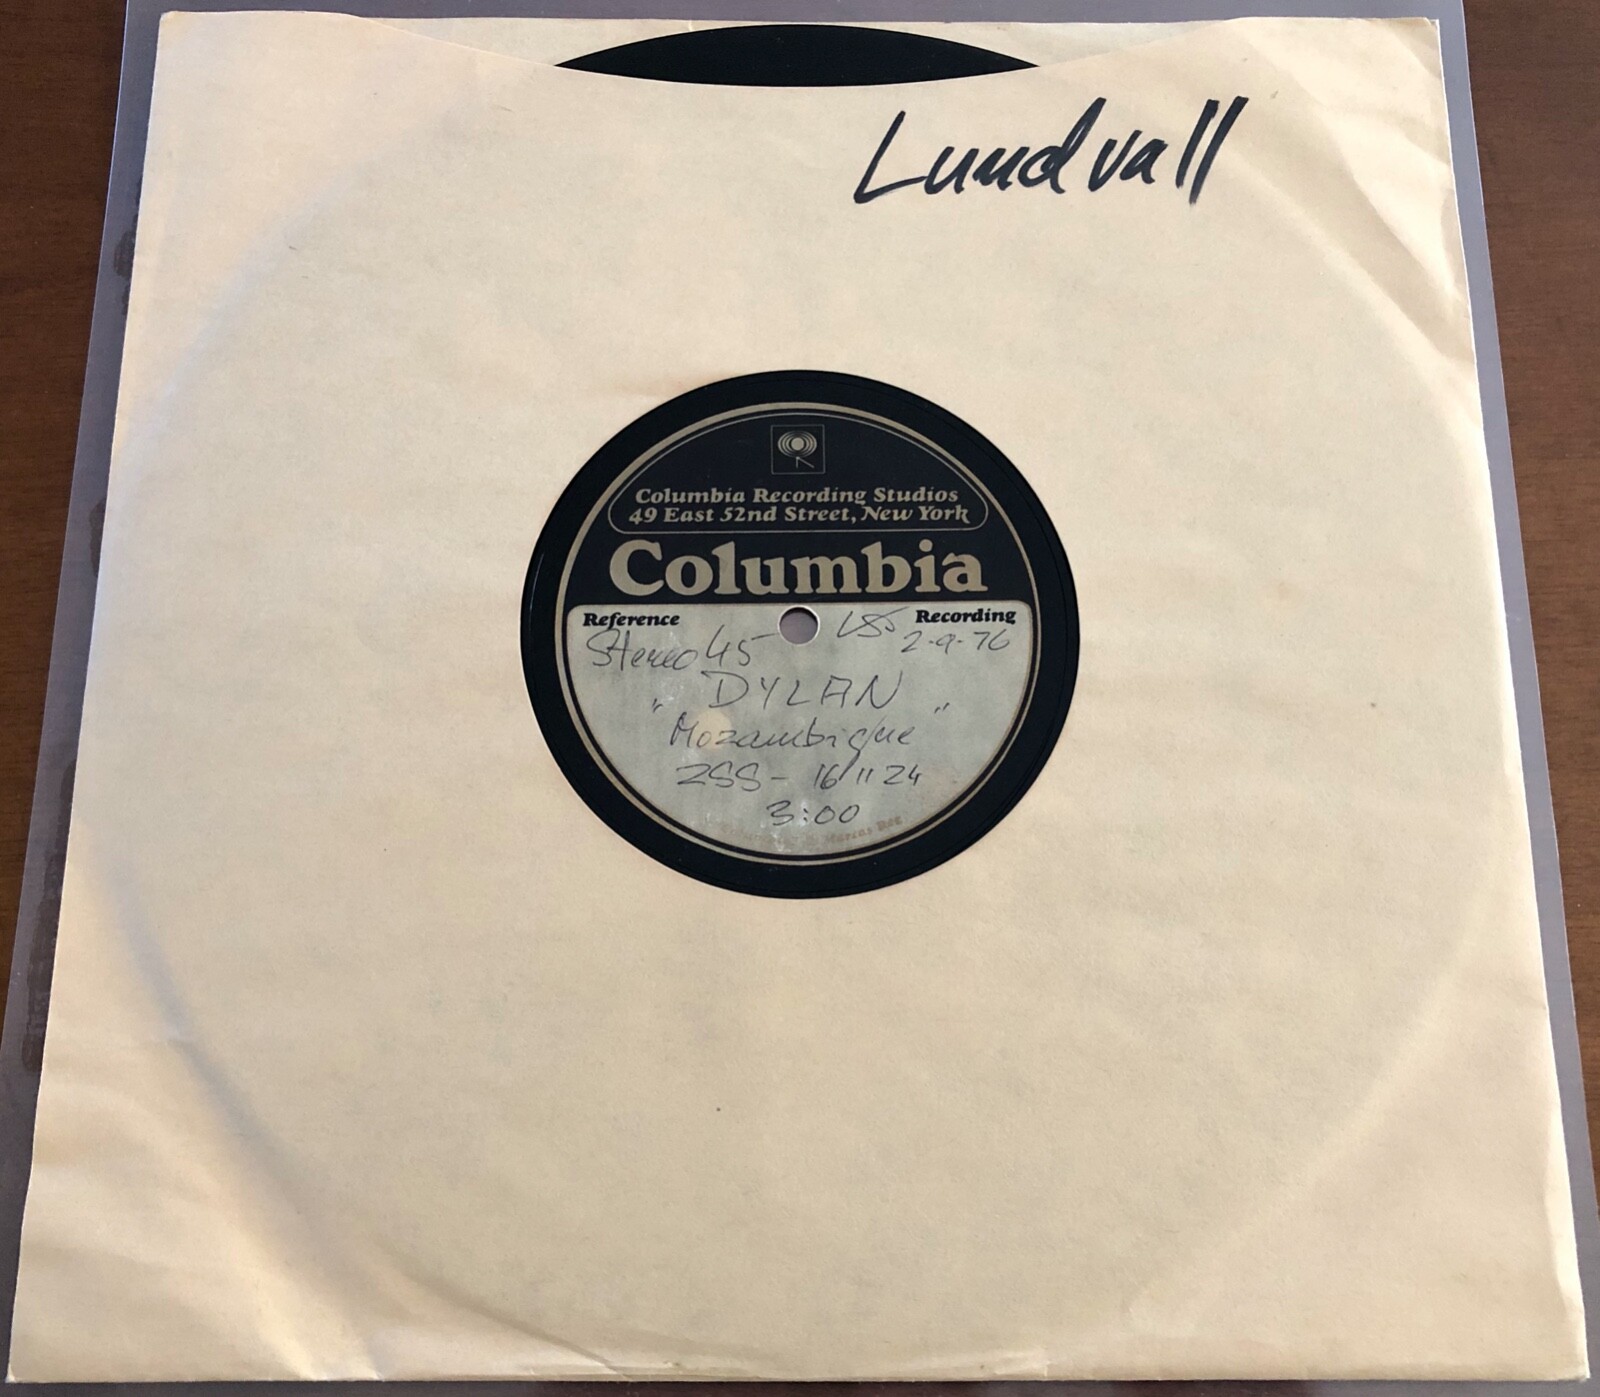 Lundvall
Columbia Recording Studios
49 East 52nd Street, New York
Columbia
Reference Recording
Stereo 45 2-9-76
DYLAN
"Mozambique"
ZSS- 161124
3:00